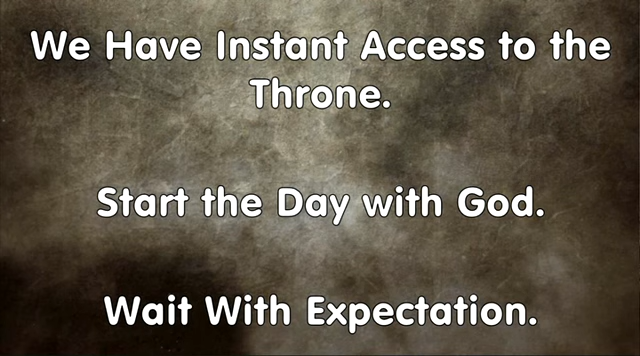 We Have Instant Access to the
Throne.
Start the Day with God.
Wait With Expectation.